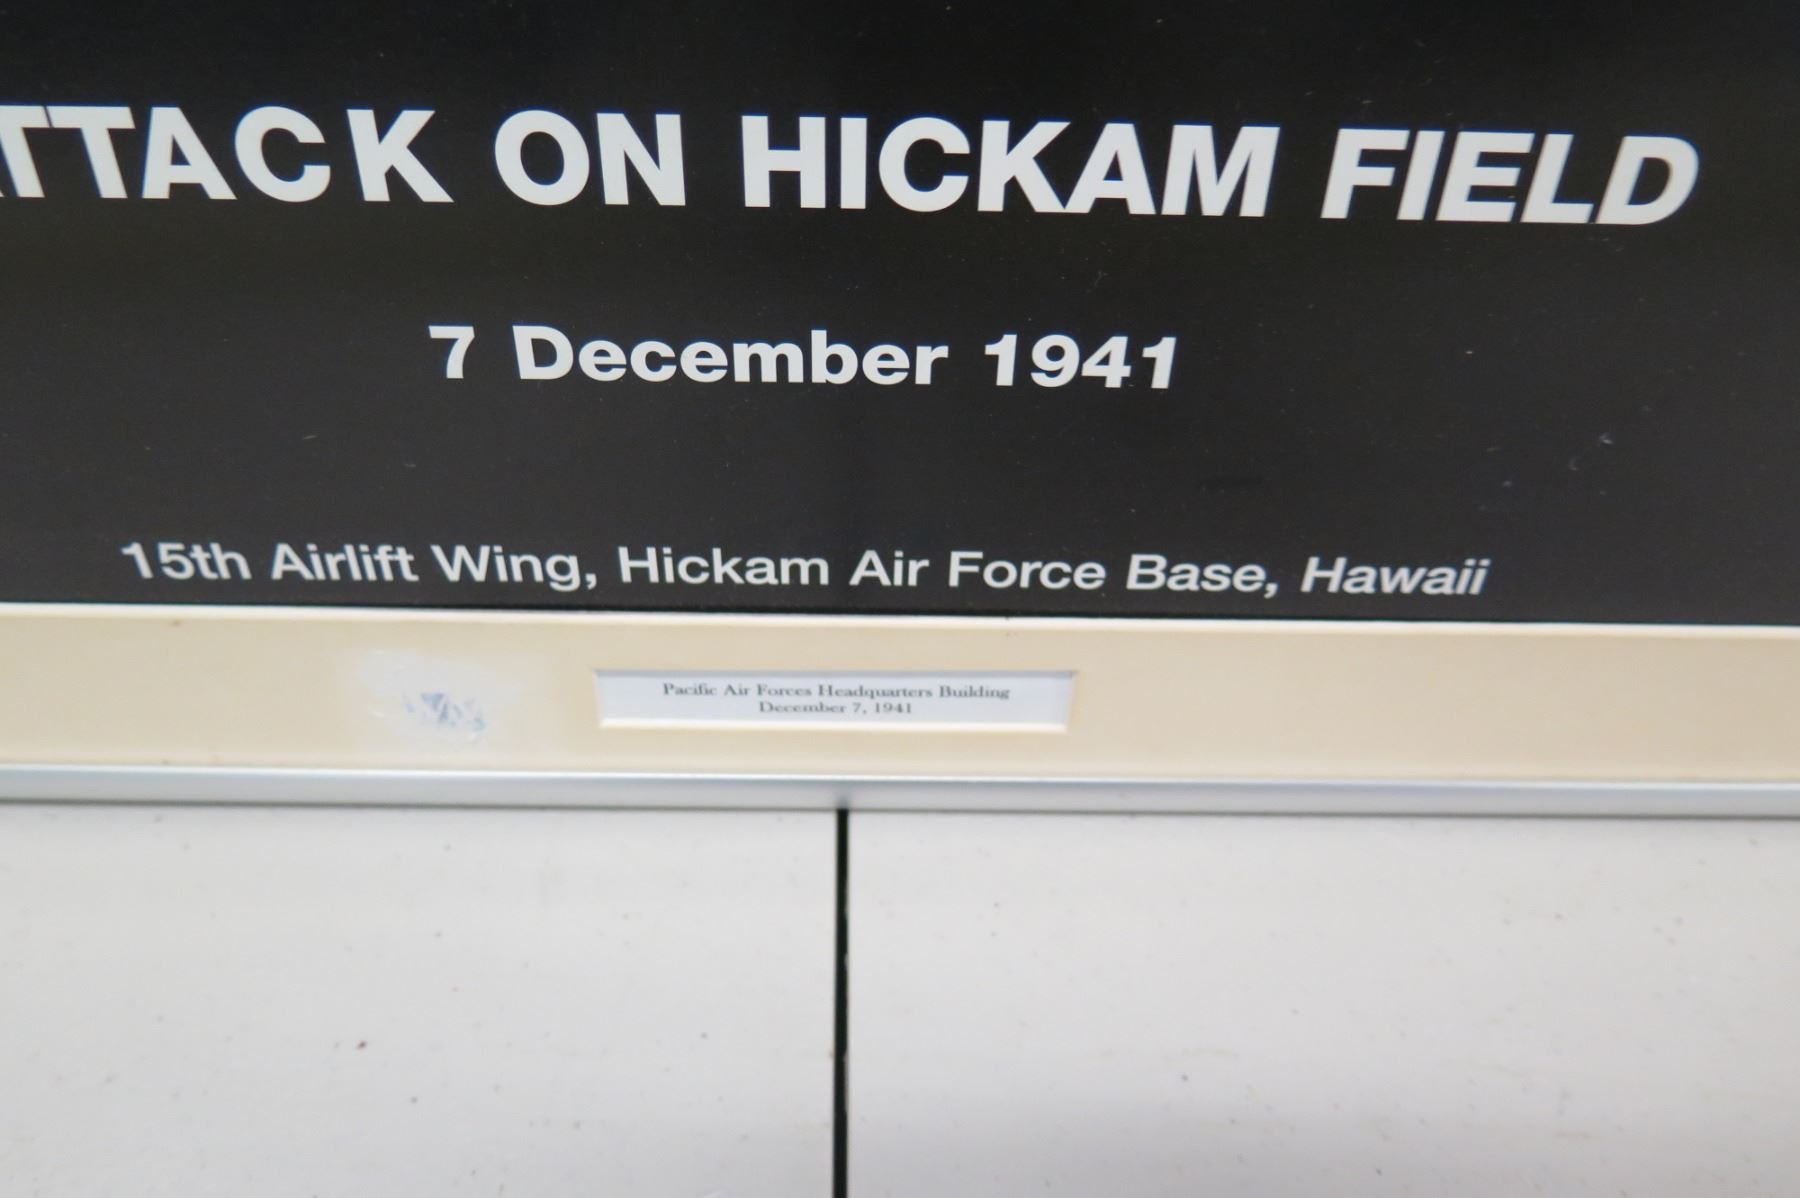 ATTACK ON HICKAM FIELD
7 December 1941
15th Airlift Wing, Hickam Air Force Base, Hawaii
Pacific Air Forces Headquarters Building
December 7, 1941